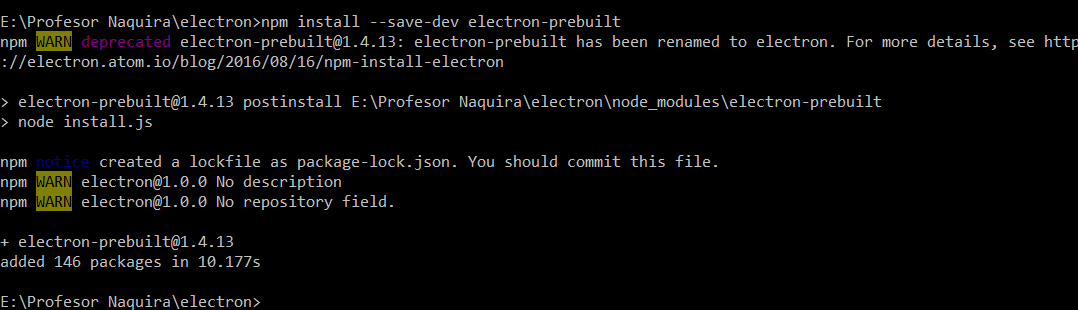 E:\Profesor Naquira\electron>npm install --save-dev electron-prebuilt
npm WARN deprecated electron-prebuilt@1.4.13: electron-prebuilt has been renamed to electron. For more details, see http
://electron.atom.io/blog/2016/08/16/npm-install-electron
> electron-prebuilt@1.4.13 postinstall E:\Profesor Naquira\electron\node_modules\electron-prebuilt
> node install.js
npm notice created a lockfile as package-lock.json. You should commit this file.
npm WARN electron@1.0.0 No description
npm WARN electron@1.0.0 No repository field.
+ electron-prebuilt@1.4.13
added 146 packages in 10.177s
E:\Profesor Naquira\electron>